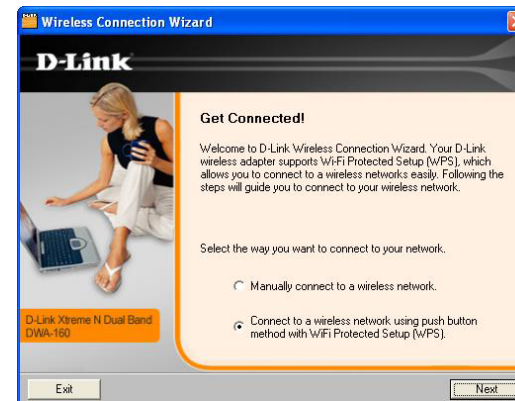 Wireless Connection Wizard
D-Link
Get Connected!
Welcome to D-Link Wireless Connection Wizard. Your D-Link
wireless adapter supports Wi-Fi Protected Setup (WPS), which
allows you to connect to a wireless networks easily. Following the
steps will guide you to connect to your wireless network.
Select the way you want to connect to your network.
Manually connect to a wireless network.
Connect to a wireless network using push button
method with WiFi Protected Setup (WPS).
D-Link Xtreme N Dual Band
DWA-160
Exit
Next